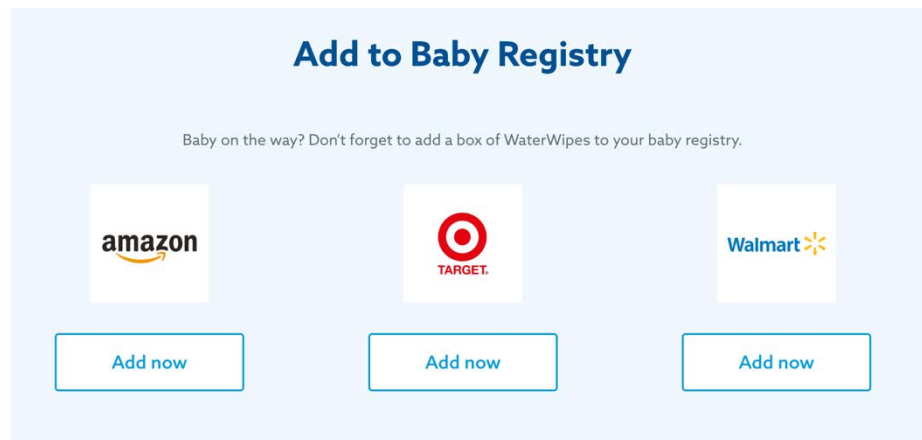 Add to Baby Registry
Baby on the way? Don't forget to add a box of WaterWipes to your baby registry.
amazon
TARGET.
Walmart
Add now
Add now
Add now